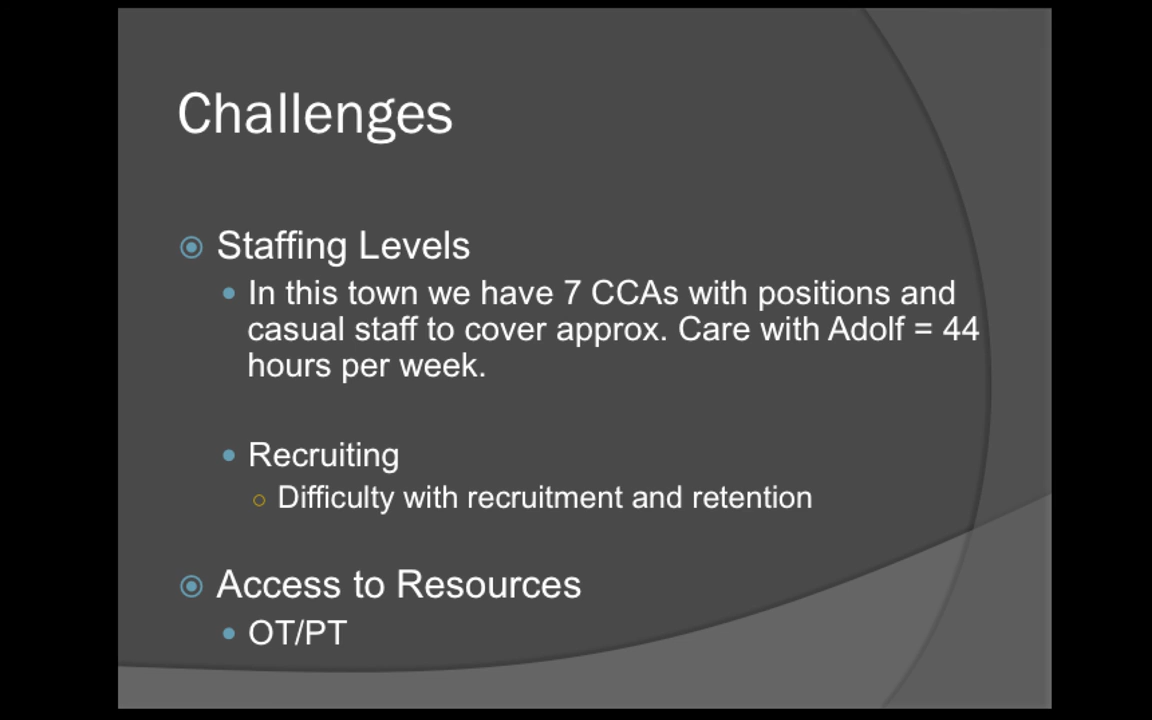 Challenges
Staffing Levels
In this town we have 7 CCAs with positions and
casual staff to cover approx. Care with Adolf = 44
hours per week.
Recruiting
Difficulty with recruitment and retention
Access to Resources
OT/PT